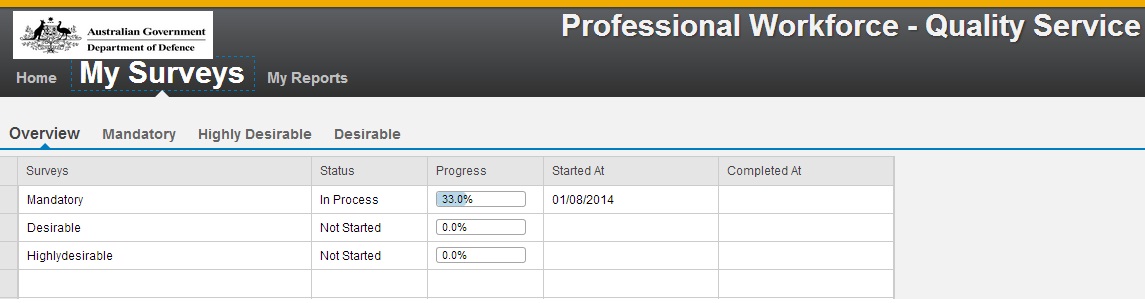 Australian Government
Department of Defence
Professional Workforce - Quality Service
Home My Surveys My Reports
Overview Mandatory Highly Desirable Desirable
Surveys Status Progress Started At Completed At
Mandatory In Process 33.0% 01/08/2014
Desirable Not Started 0.0%
Highlydesirable Not Started 0.0%